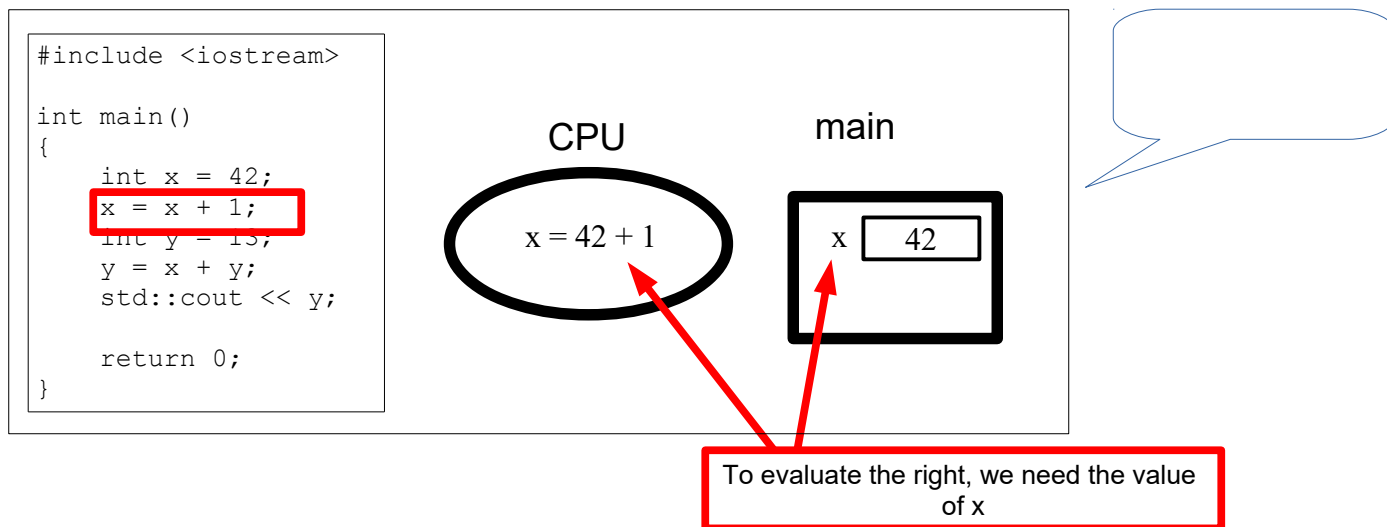 #include <iostream>
int main()
{
int x = 42;
x = x + 1;
int y = 13;
y = x + y;
std::cout << y;
return 0;
}
CPU
x = 42 + 1
main
x 42
To evaluate the right, we need the value
of x